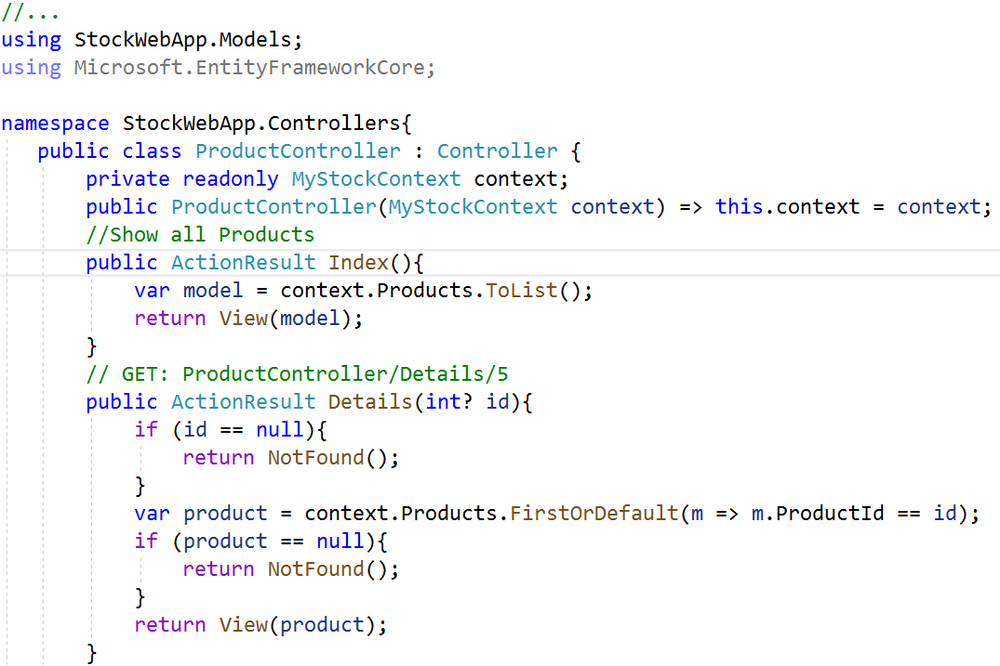 //...
using StockWebApp.Models;
using Microsoft.EntityFrameworkCore;
namespace StockWebApp.Controllers{
public class ProductController : Controller {
private readonly MyStockContext context;
public ProductController(MyStockContext context) => this.context = context;
//Show all Products
public ActionResult Index(){
var model = context.Products.ToList();
return View(model);
}
// GET: ProductController/Details/5
public ActionResult Details(int? id){
if (id == null){
return NotFound();
}
var product = context.Products.FirstOrDefault(m => m.ProductId == id);
if (product == null){
return NotFound();
}
return View(product);
}